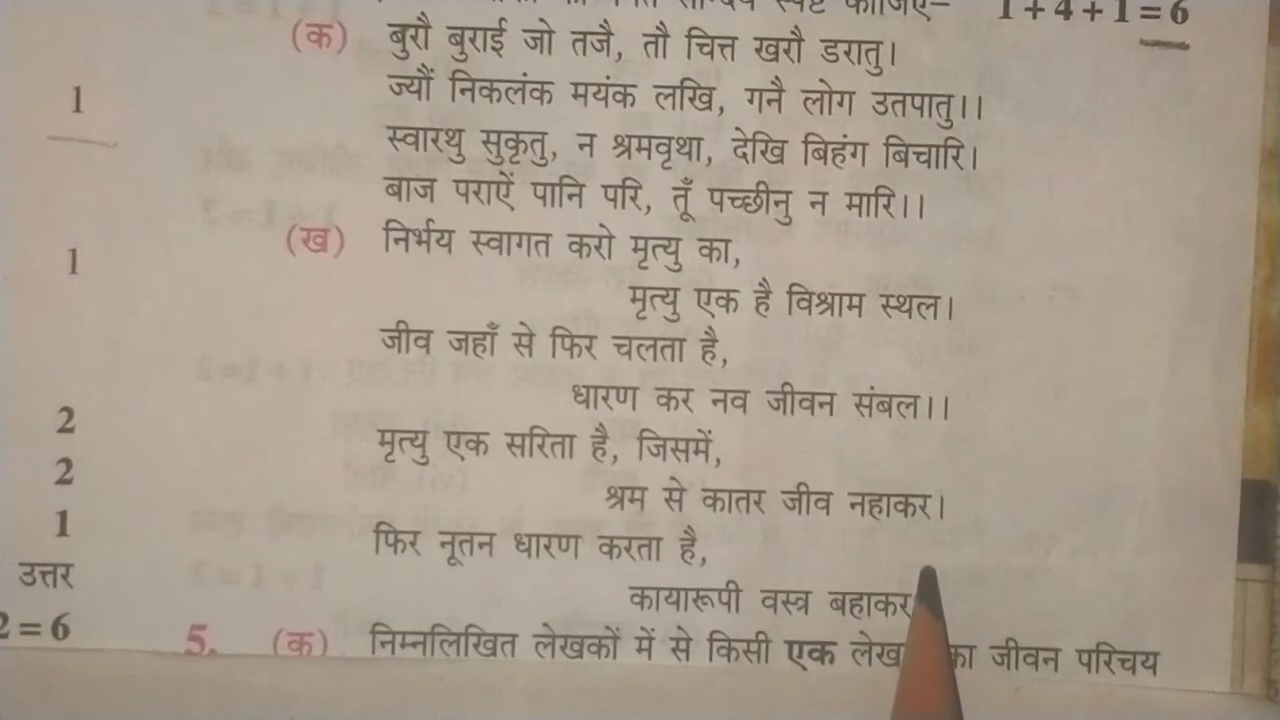 स्पष्ट कीजिए– 1 + 4 + 1 = 6
(क) बुरौ बुराई जो तजै, तौ चित्त खरौ डरातु।
1 ज्यौं निकलंक मयंक लखि, गनै लोग उतपातु।।
स्वारथु सुकृतु, न श्रमवृथा, देखि बिहंग बिचारि।
बाज पराऐं पानि परि, तूँ पच्छीनु न मारि।।
1 (ख) निर्भय स्वागत करो मृत्यु का,
मृत्यु एक है विश्राम स्थल।
जीव जहाँ से फिर चलता है,
धारण कर नव जीवन संबल।।
2 मृत्यु एक सरिता है, जिसमें,
2 श्रम से कातर जीव नहाकर।
1 फिर नूतन धारण करता है,
उत्तर कायारूपी वस्त्र बहाकर
2 = 6 5. (क) निम्नलिखित लेखकों में से किसी एक का जीवन परिचय